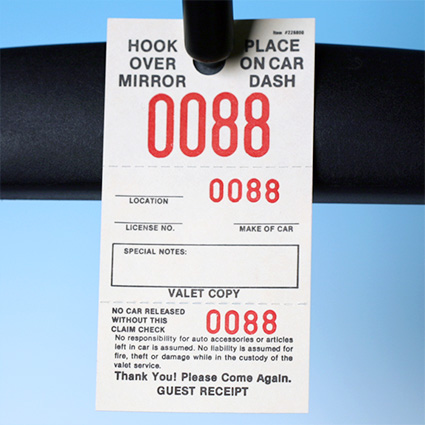 Item #TIXB86
HOOK PLACE
OVER ON CAR
MIRROR DASH
0088
0088
LOCATION
LICENSE NO. MAKE OF CAR
SPECIAL NOTES:
VALET COPY
NO CAR RELEASED
WITHOUT THIS
CLAIM CHECK
0088
No responsibility for auto accessories or articles
left in car is assumed. No liability is assumed for
fire, theft or damage while in the custody of the
valet service.
Thank You! Please Come Again.
GUEST RECEIPT